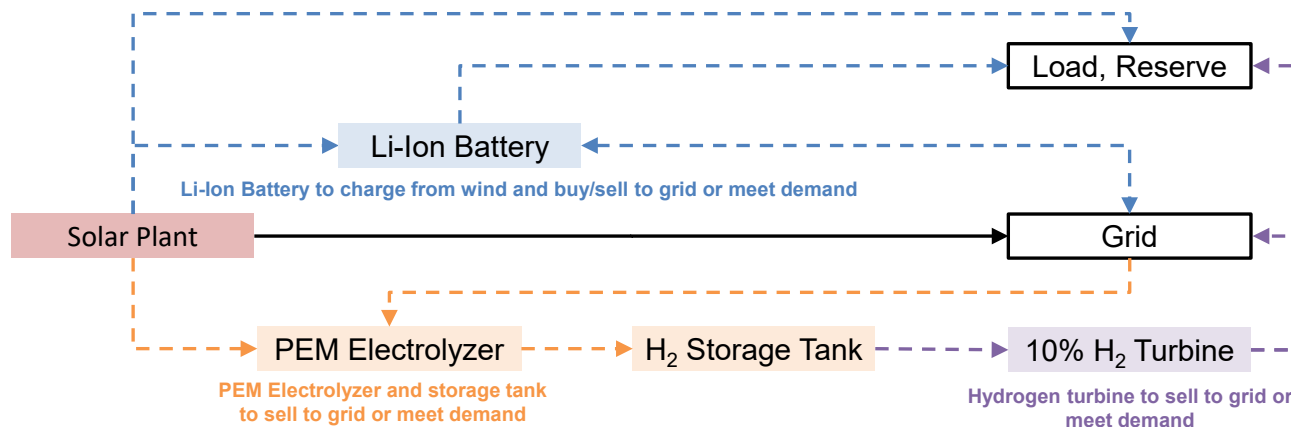 Load, Reserve
Li-Ion Battery
Li-Ion Battery to charge from wind and buy/sell to grid or meet demand
Solar Plant
Grid
PEM Electrolyzer
H₂ Storage Tank
10% H₂ Turbine
PEM Electrolyzer and storage tank
to sell to grid or meet demand
Hydrogen turbine to sell to grid or
meet demand